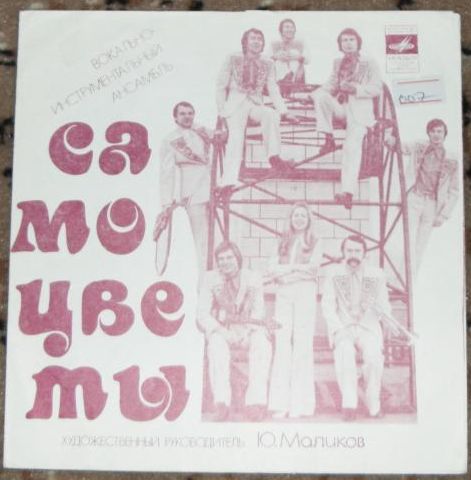 ВОКАЛЬНО-
ИНСТРУМЕНТАЛЬНЫЙ
АНСАМБЛЬ
СА
МО
ЦВЕ
ТЫ
ХУДОЖЕСТВЕННЫЙ РУКОВОДИТЕЛЬ Ю. Маликов